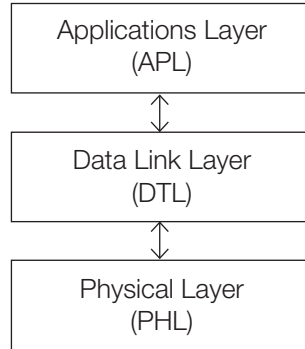 Applications Layer
(APL)
Data Link Layer
(DTL)
Physical Layer
(PHL)